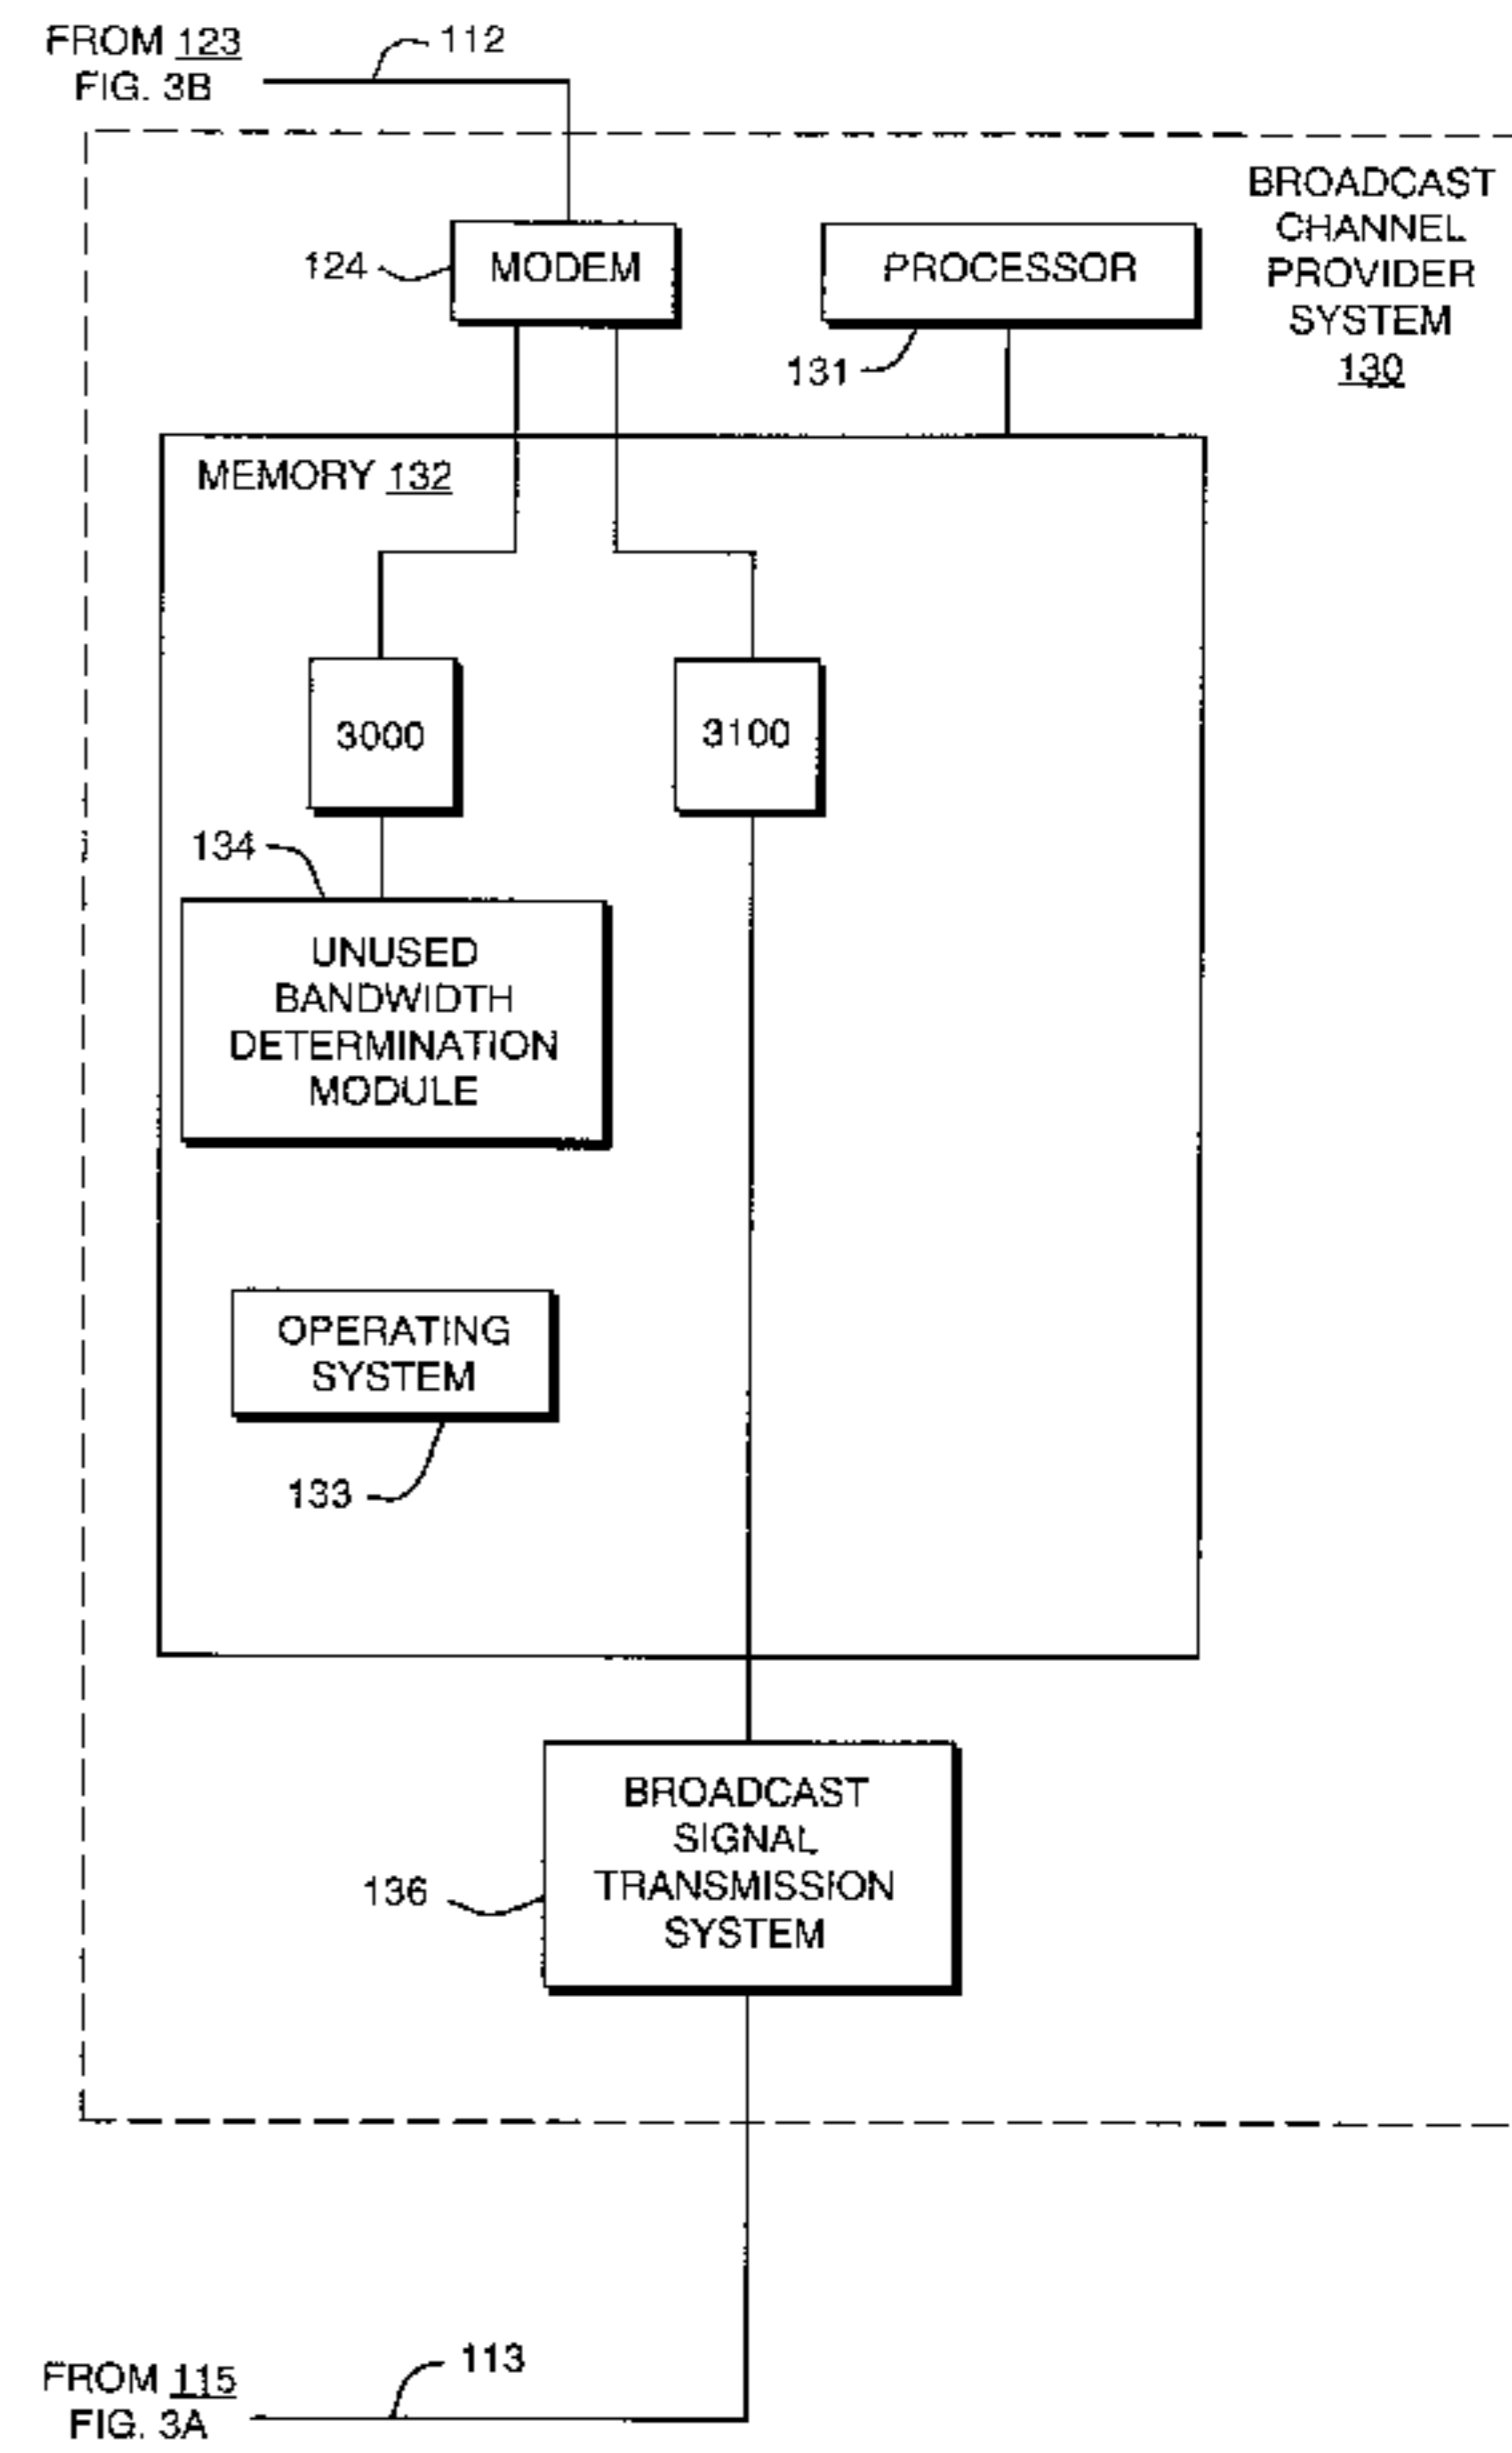 FROM 123
FIG. 3B
112
BROADCAST
CHANNEL
PROVIDER
SYSTEM
130
124
MODEM
PROCESSOR
131
MEMORY 132
3000
3100
134
UNUSED
BANDWIDTH
DETERMINATION
MODULE
OPERATING
SYSTEM
133
BROADCAST
SIGNAL
TRANSMISSION
SYSTEM
136
113
FROM 115
FIG. 3A